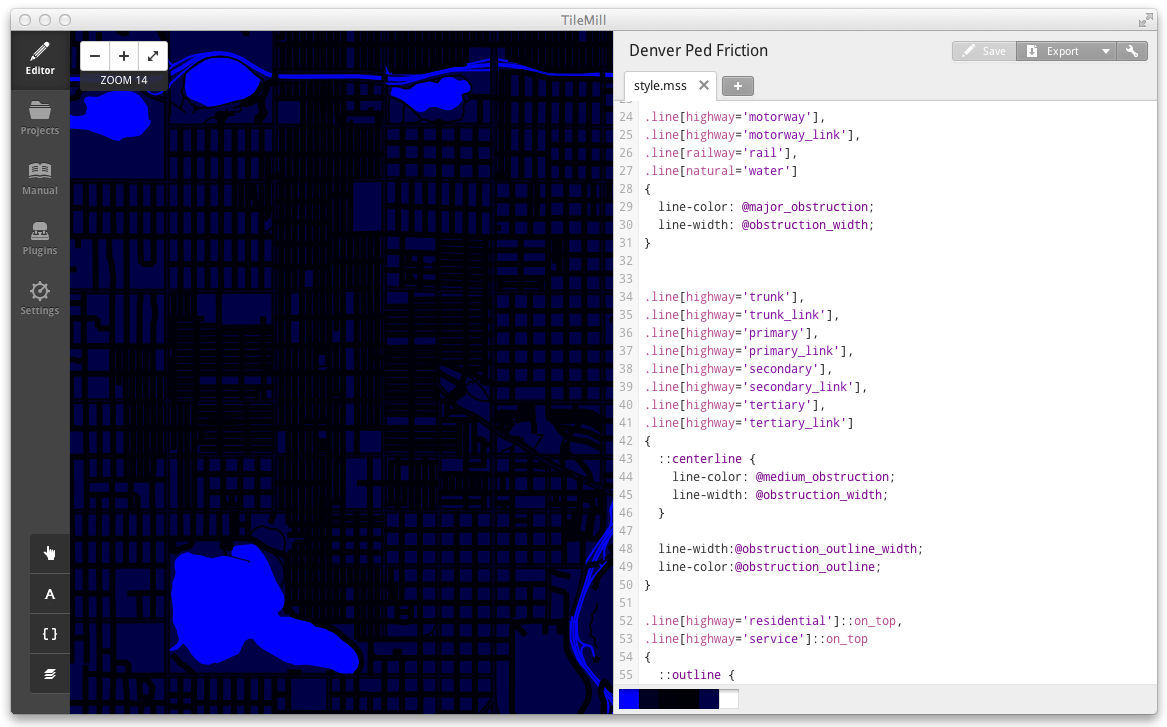 TileMill
Editor
Projects
Manual
Plugins
Settings
A
{ }
ZOOM 14
Denver Ped Friction
Save
Export
style.mss
24 .line[highway='motorway'],
25 .line[highway='motorway_link'],
26 .line[railway='rail'],
27 .line[natural='water']
28 {
29 line-color: @major_obstruction;
30 line-width: @obstruction_width;
31 }
32
33
34 .line[highway='trunk'],
35 .line[highway='trunk_link'],
36 .line[highway='primary'],
37 .line[highway='primary_link'],
38 .line[highway='secondary'],
39 .line[highway='secondary_link'],
40 .line[highway='tertiary'],
41 .line[highway='tertiary_link']
42 {
43 ::centerline {
44 line-color: @medium_obstruction;
45 line-width: @obstruction_width;
46 }
47
48 line-width:@obstruction_outline_width;
49 line-color:@obstruction_outline;
50 }
51
52 .line[highway='residential']::on_top,
53 .line[highway='service']::on_top
54 {
55 ::outline {